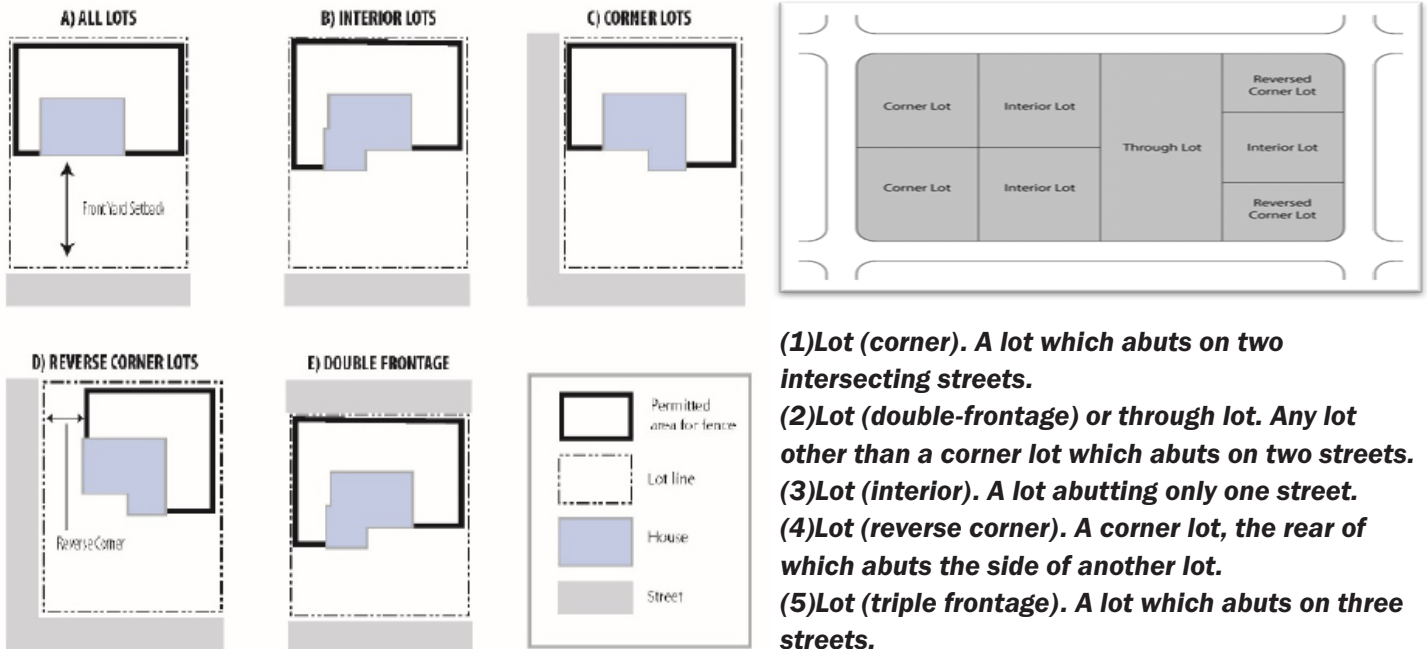 A) ALL LOTS
Front Yard Setback
B) INTERIOR LOTS
C) CORNER LOTS
D) REVERSE CORNER LOTS
Reverse Corner
E) DOUBLE FRONTAGE
Permitted
area for fence
Lot line
House
Street
Corner Lot
Interior Lot
Through Lot
Reversed
Corner Lot
Interior Lot
Corner Lot
Interior Lot
Reversed
Corner Lot
(1)Lot (corner). A lot which abuts on two
intersecting streets.
(2)Lot (double-frontage) or through lot. Any lot
other than a corner lot which abuts on two streets.
(3)Lot (interior). A lot abutting only one street.
(4)Lot (reverse corner). A corner lot, the rear of
which abuts the side of another lot.
(5)Lot (triple frontage). A lot which abuts on three
streets.